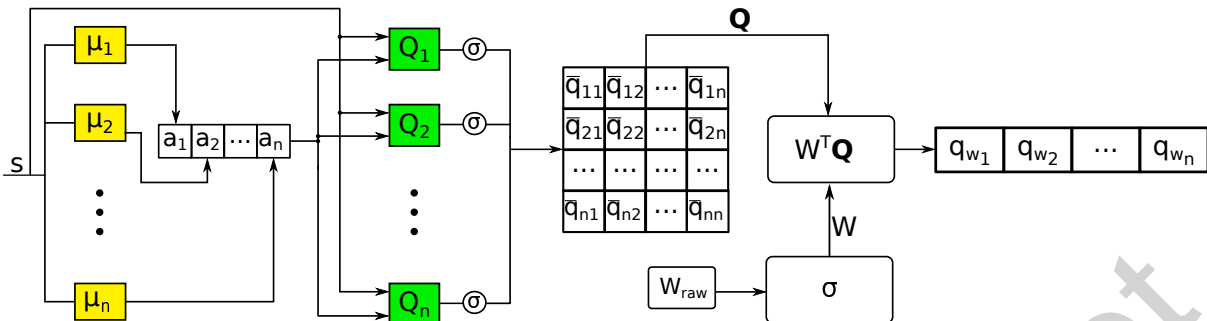 s
μ1
μ2
μn
a1 a2 ... an
Q1
Q2
Qn
σ
σ
σ
Q
q̅11 q̅12 ... q̅1n
q̅21 q̅22 ... q̅2n
... ... ... ...
q̅n1 q̅n2 ... q̅nn
WᵀQ
W
Wraw
σ
qw1 qw2 ... qwn